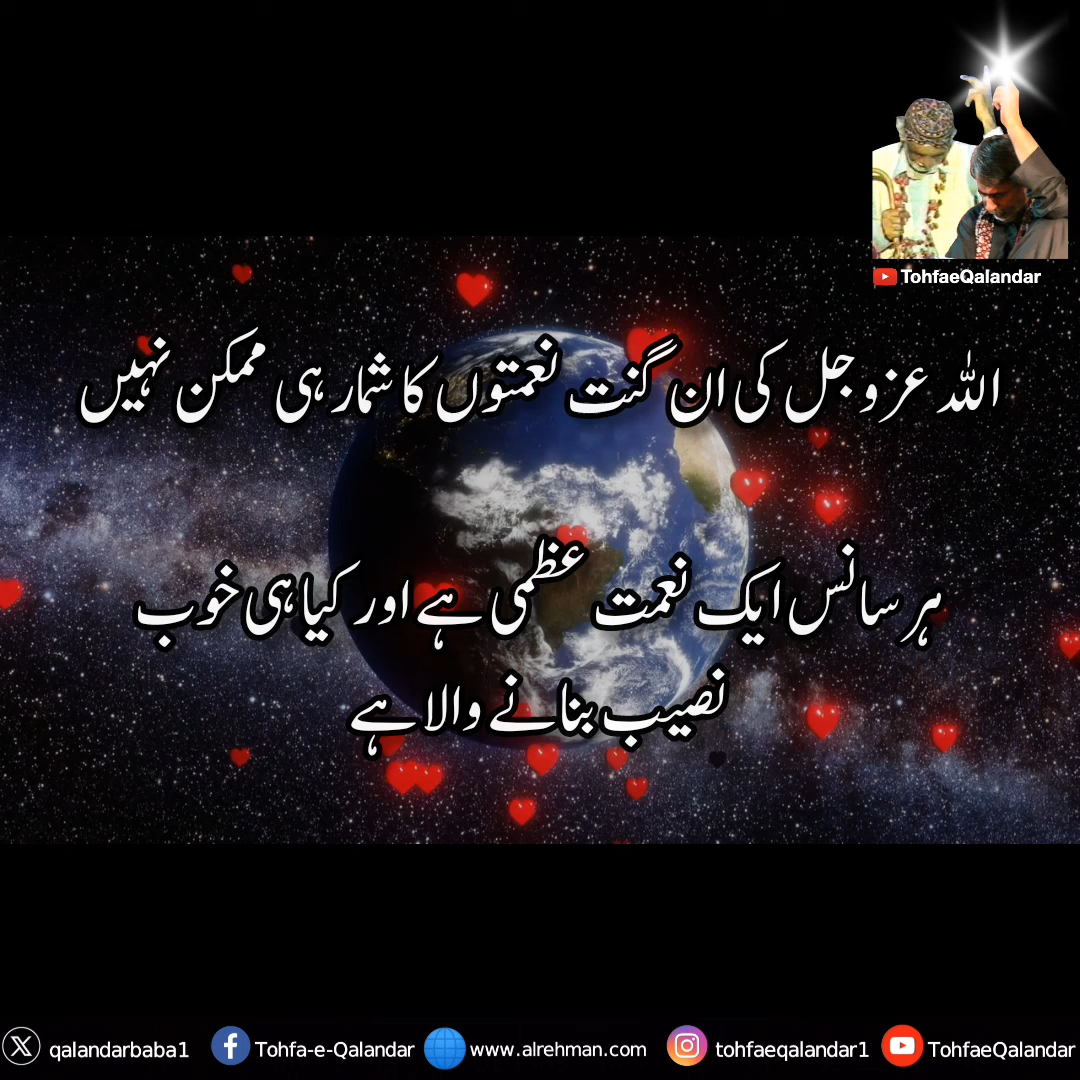 TohfaeQalandar
اللہ عزوجل کی ان گنت نعمتوں کا شمار ہی ممکن نہیں
ہر سانس ایک نعمت عظمی ہے اور کیا ہی خوب
نصیب بنانے والا ہے
qalandarbaba1 Tohfa-e-Qalandar www.alrehman.com tohfaeqalandar1 TohfaeQalandar